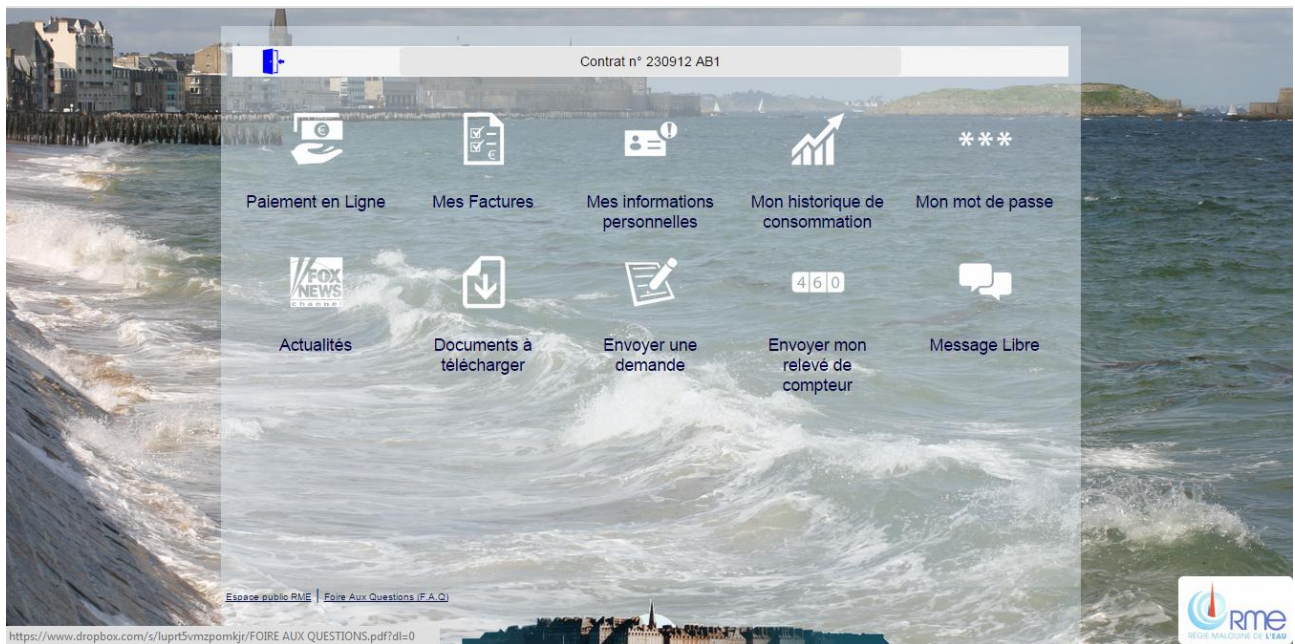 Contrat n° 230912 AB1
Paiement en Ligne
Mes Factures
Mes informations
personnelles
Mon historique de
consommation
Mon mot de passe
***
€
€
FOX
NEWS
channel
460
Actualités
Documents à
télécharger
Envoyer une
demande
Envoyer mon
relevé de
compteur
Message Libre
Espace public RME | Foire Aux Questions (F.A.Q)
https://www.dropbox.com/s/luprt5vmzpomkjr/FOIRE AUX QUESTIONS.pdf?dl=0
rme
RÉGIE MALOUINE DE L'EAU